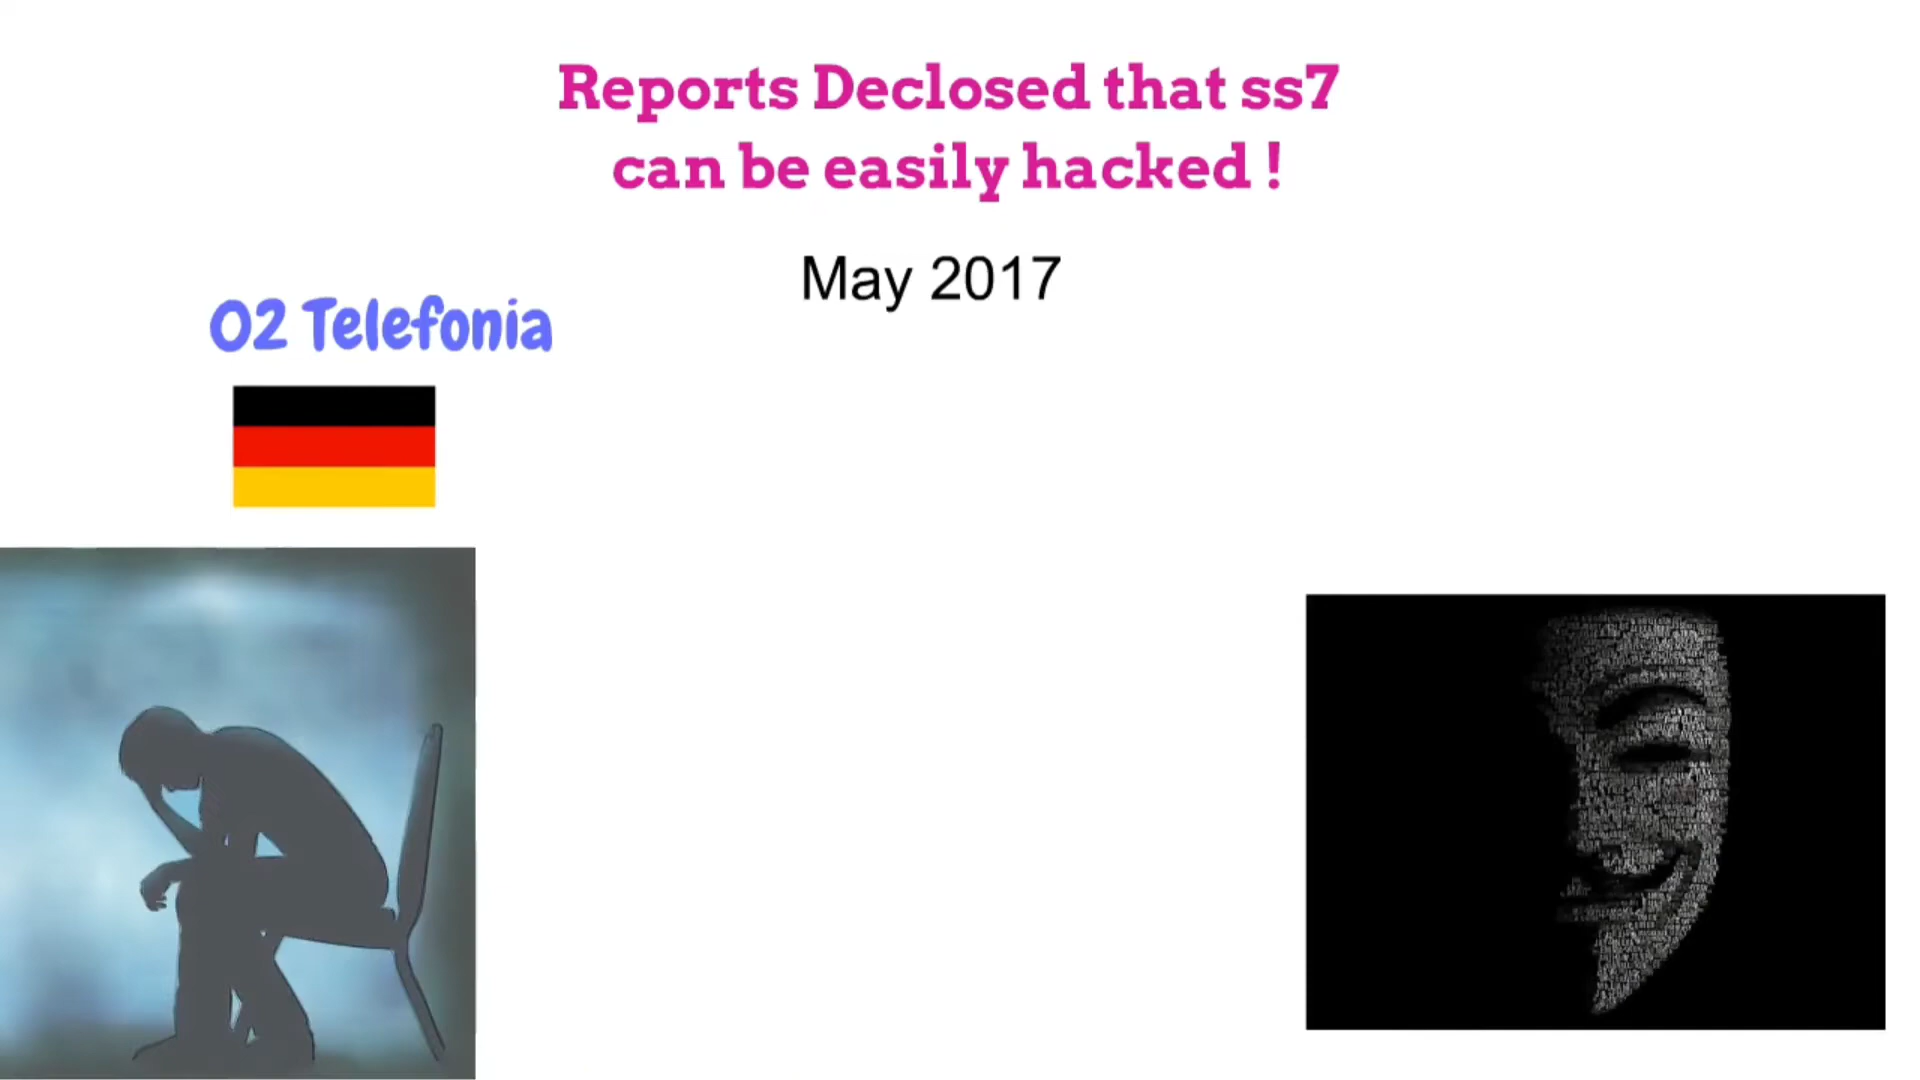 Reports Declosed that ss7
can be easily hacked !
May 2017
O2 Telefonia